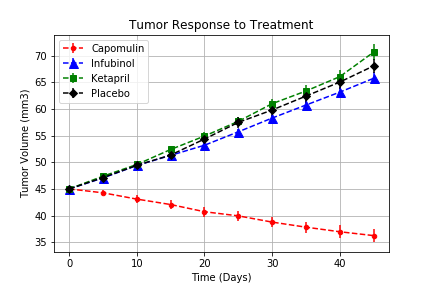 Tumor Response to Treatment
Capomulin
Infubinol
Ketapril
Placebo
Tumor Volume (mm3)
70
65
60
55
50
45
40
35
0 10 20 30 40
Time (Days)